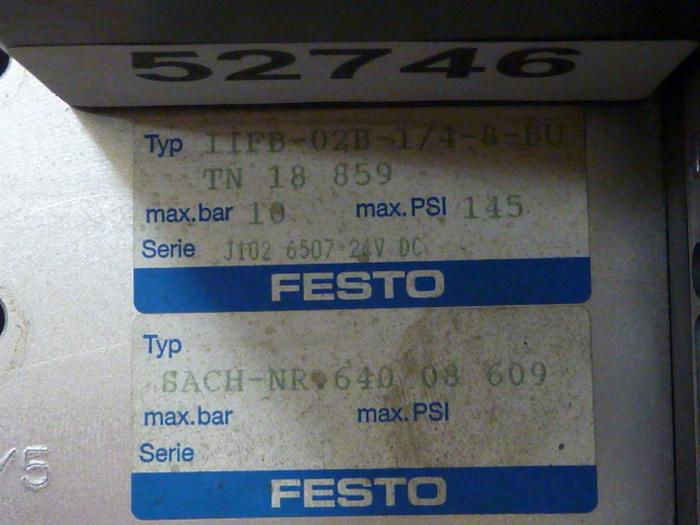 52746
Typ IIFB-02B-1/4-8-BU
TN 18 859
max.bar 10 max.PSI 145
Serie J102 6507 24V DC
FESTO
Typ
SACH-NR.640 08 609
max.bar max.PSI
Serie
/5
FESTO